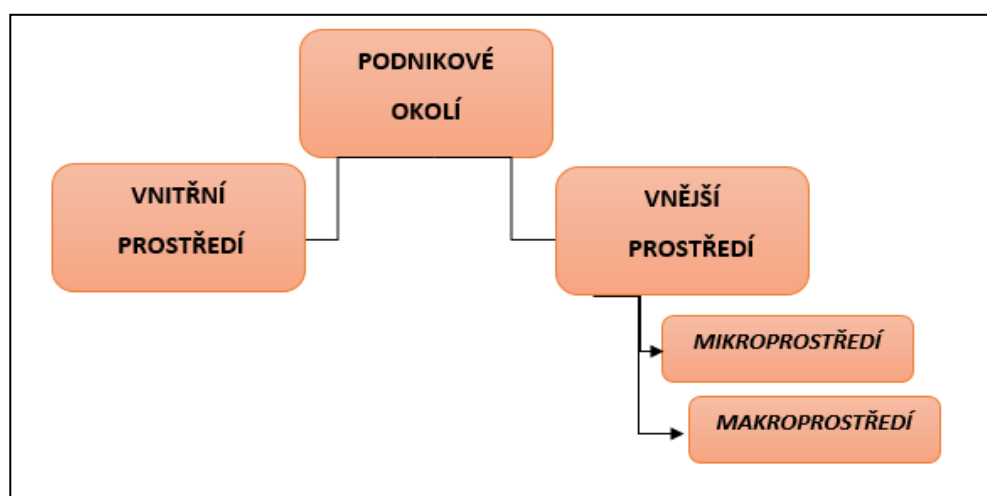 PODNIKOVÉ
OKOLÍ
VNITŘNÍ
PROSTŘEDÍ
VNĚJŠÍ
PROSTŘEDÍ
MIKROPROSTŘEDÍ
MAKROPROSTŘEDÍ